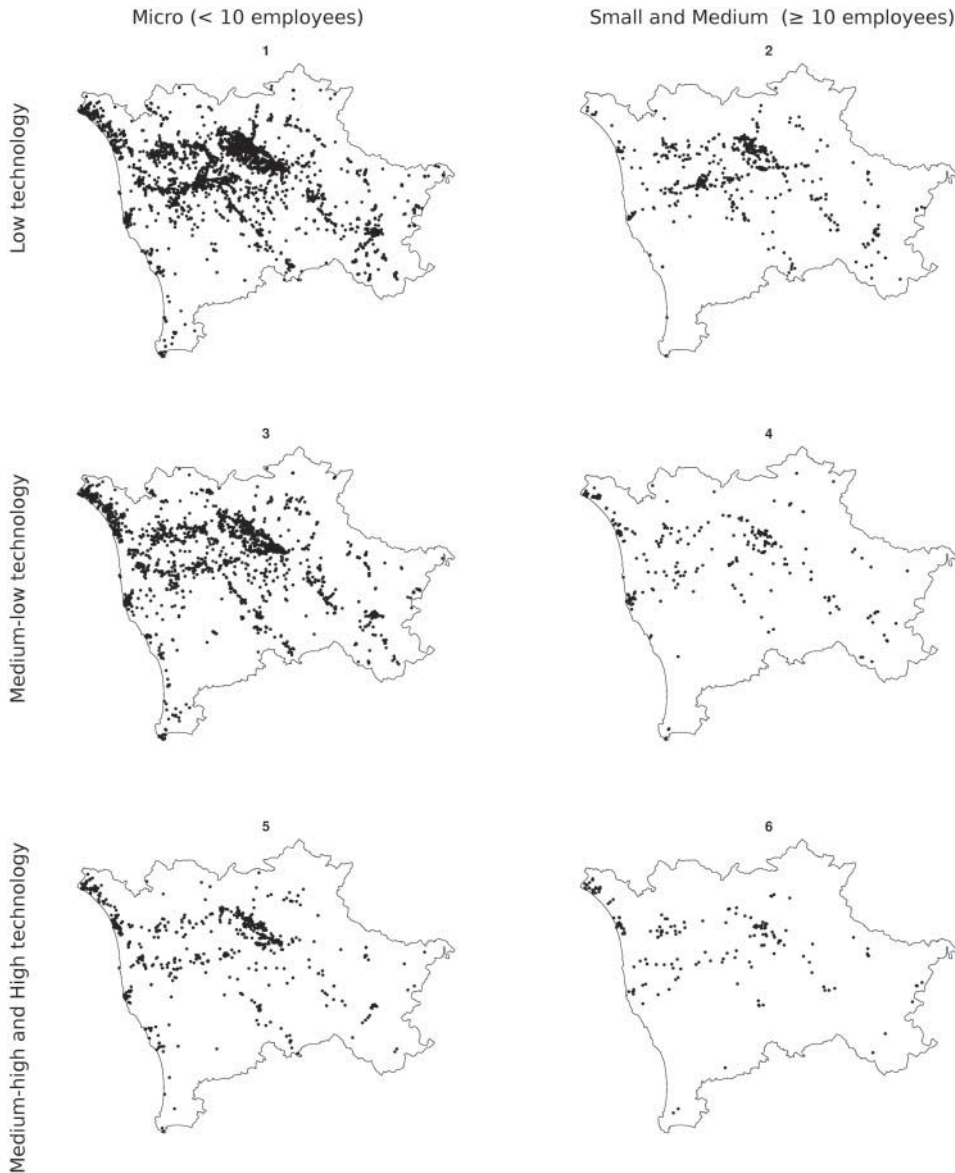 Micro (< 10 employees)
Small and Medium (≥ 10 employees)
1
2
Low technology
3
4
Medium-low technology
5
6
Medium-high and High technology